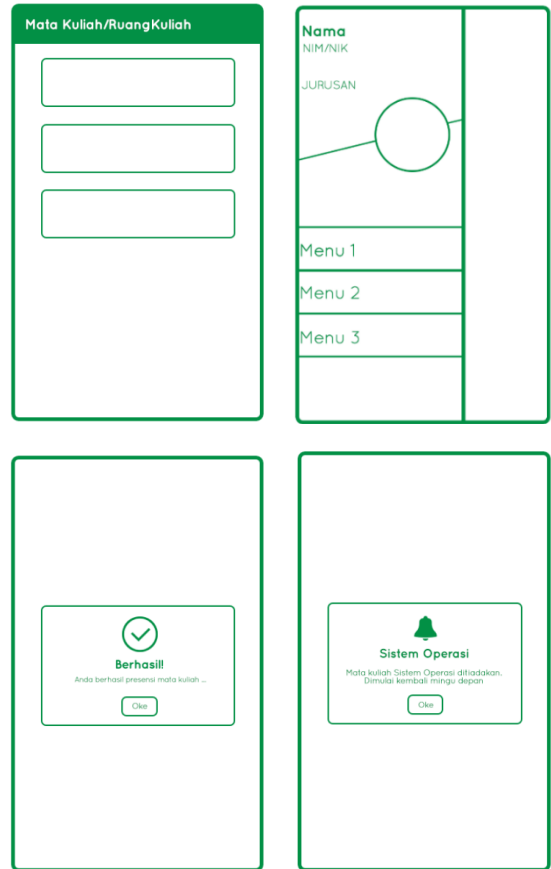 Mata Kuliah/RuangKuliah
Nama
NIM/NIK
JURUSAN
Menu 1
Menu 2
Menu 3
Berhasil!
Anda berhasil presensi mata kuliah ...
Oke
Sistem Operasi
Mata kuliah Sistem Operasi ditiadakan.
Dimulai kembali mingu depan
Oke